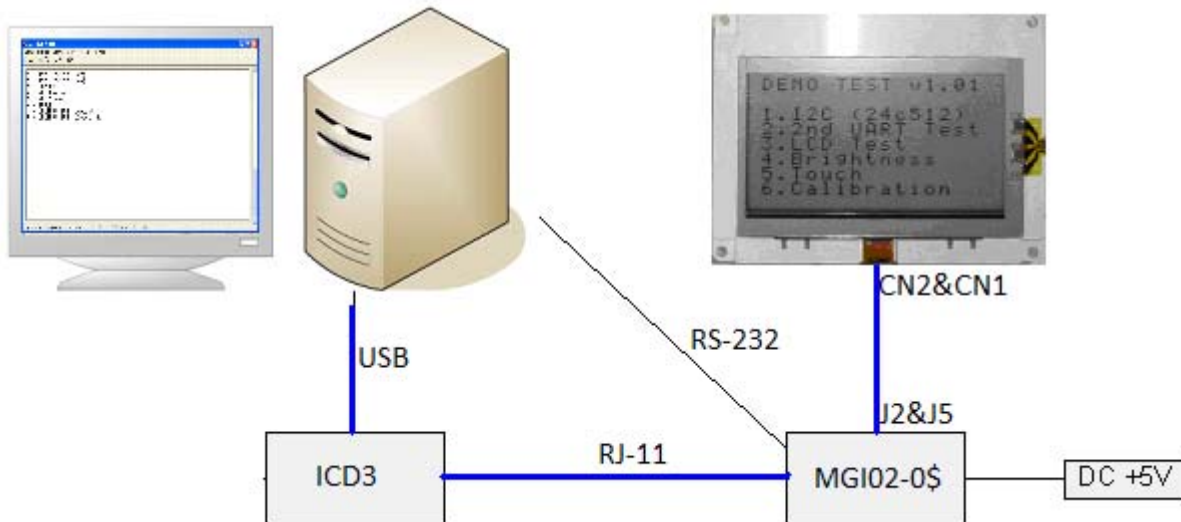 DEMO TEST v1.01
1.I2C (24c512)
2.2nd UART Test
3.LCD Test
4.Brightness
5.Touch
6.Calibration
CN2&CN1
RS-232
USB
J2&J5
RJ-11
ICD3
MGI02-0$
DC +5V